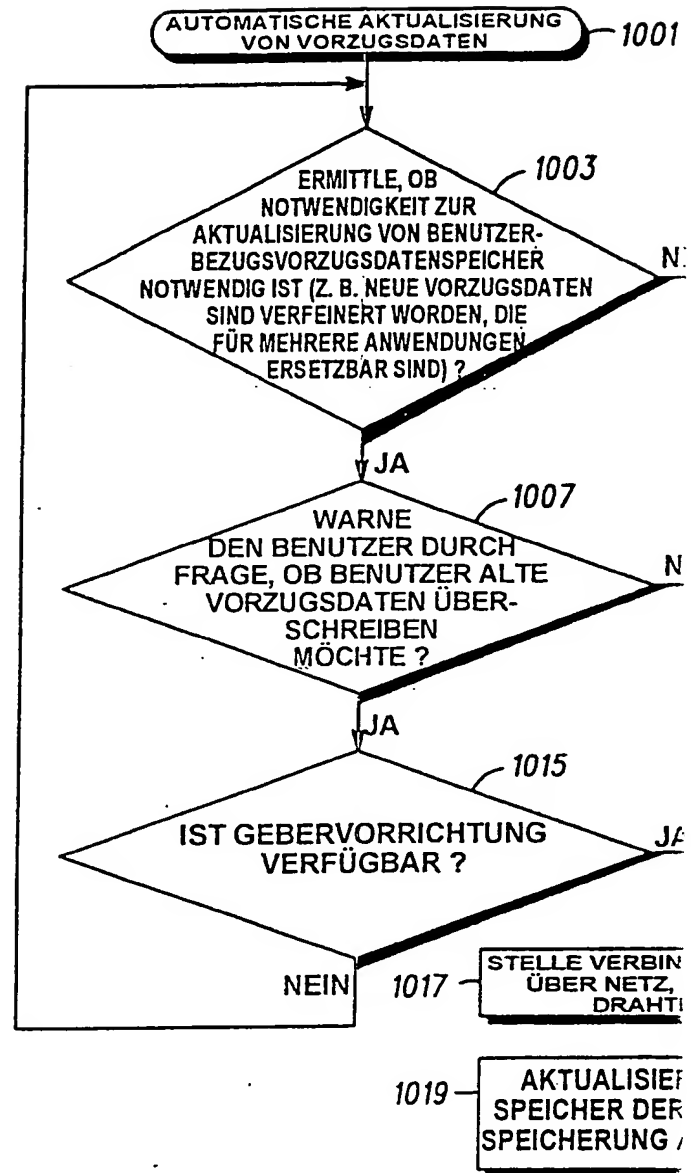 AUTOMATISCHE AKTUALISIERUNG
VON VORZUGSDATEN
1001
1003
ERMITTLE, OB
NOTWENDIGKEIT ZUR
AKTUALISIERUNG VON BENUTZER-
BEZUGSVORZUGSDATENSPEICHER
NOTWENDIG IST (Z. B. NEUE VORZUGSDATEN
SIND VERFEINERT WORDEN, DIE
FÜR MEHRERE ANWENDUNGEN
ERSETZBAR SIND) ?
JA
1007
WARNE
DEN BENUTZER DURCH
FRAGE, OB BENUTZER ALTE
VORZUGSDATEN ÜBER-
SCHREIBEN
MÖCHTE ?
JA
1015
IST GEBERVORRICHTUNG
VERFÜGBAR ?
JA
NEIN
1017
STELLE
ÜBER NETZ,
1019
SPEICHER DER
SPEICHERUNG